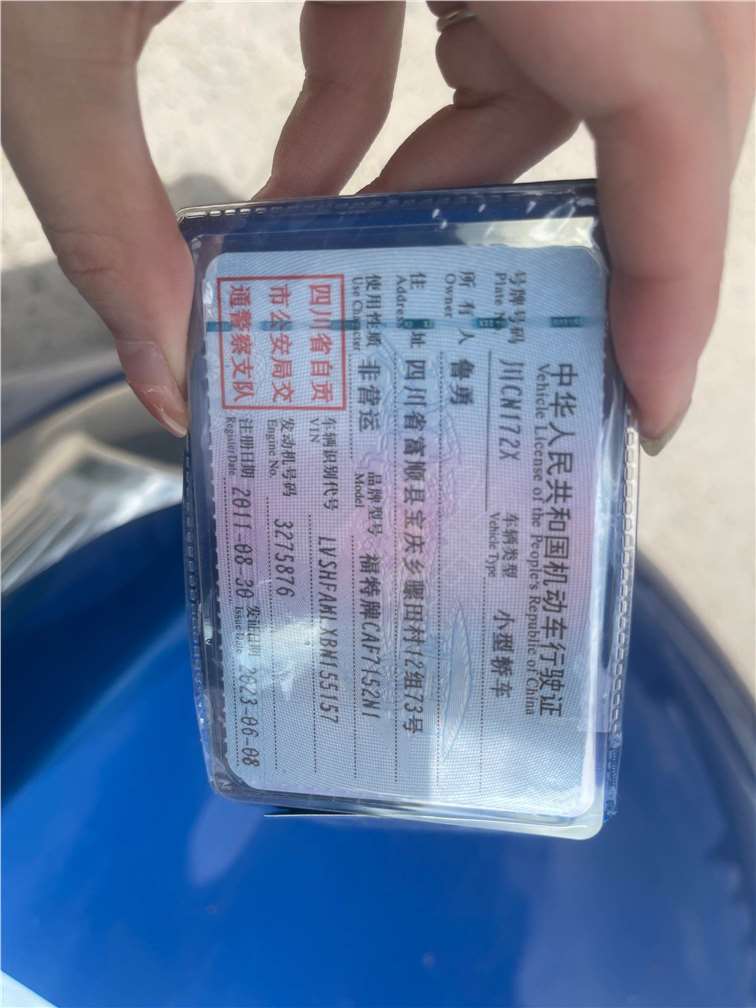 中华人民共和国机动车行驶证
Vehicle License of the People's Republic of China
号牌号码 川CN172X 车辆类型 小型轿车
Plate No. Vehicle Type
所有人 鲁勇
Owner
住址 四川省富顺县宝庆乡 田村12组73号
Address
使用性质 非营运 品牌型号 福特牌CAF7152N1
Use Character Model
四川省自贡
市公安局交
通警察支队
车辆识别代号
VIN
发动机号码 3275876
Engine No.
注册日期 2011-08-30 发证日期 2023-06-08
Register Date Issue Date